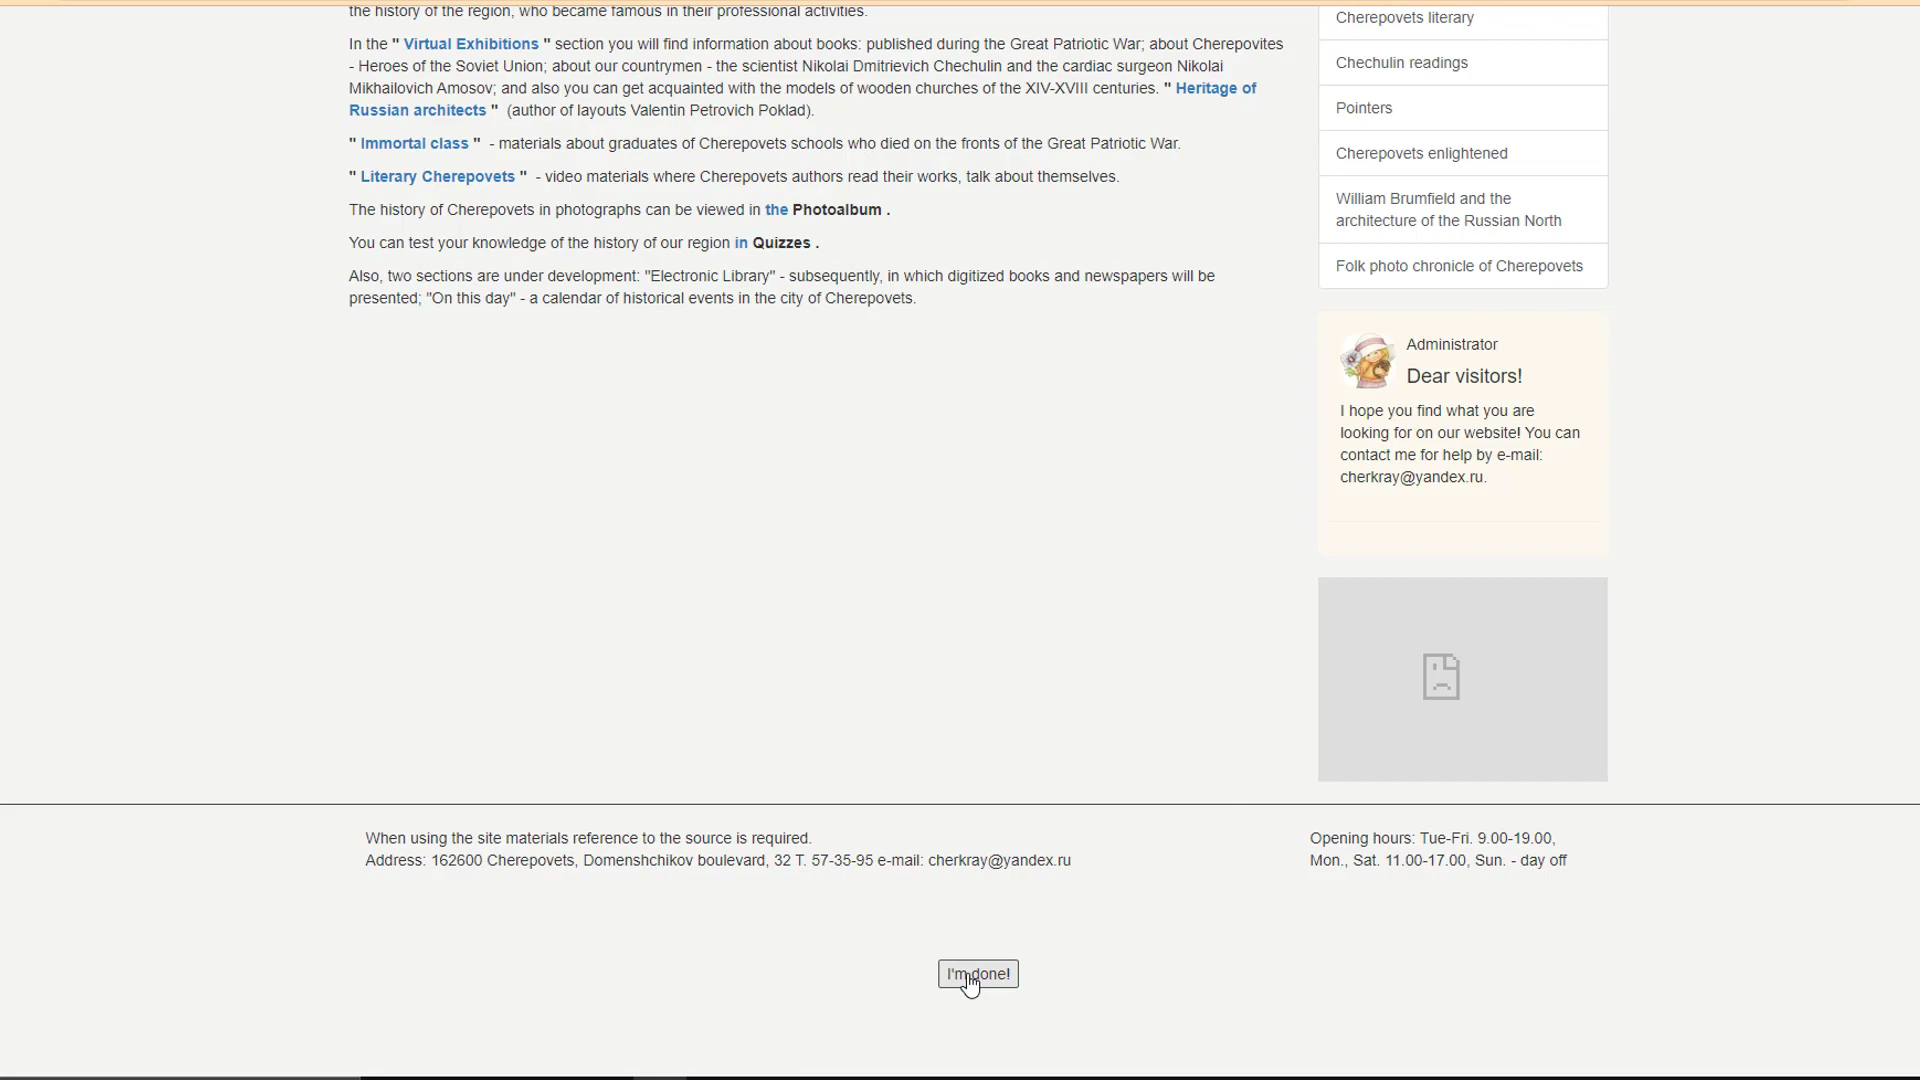 the history of the region, who became famous in their professional activities.
In the " Virtual Exhibitions " section you will find information about books: published during the Great Patriotic War; about Cherepovites
- Heroes of the Soviet Union; about our countrymen - the scientist Nikolai Dmitrievich Chechulin and the cardiac surgeon Nikolai
Mikhailovich Amosov; and also you can get acquainted with the models of wooden churches of the XIV-XVIII centuries. " Heritage of
Russian architects " (author of layouts Valentin Petrovich Poklad).
" Immortal class " - materials about graduates of Cherepovets schools who died on the fronts of the Great Patriotic War.
" Literary Cherepovets " - video materials where Cherepovets authors read their works, talk about themselves.
The history of Cherepovets in photographs can be viewed in the Photoalbum .
You can test your knowledge of the history of our region in Quizzes .
Also, two sections are under development: "Electronic Library" - subsequently, in which digitized books and newspapers will be
presented; "On this day" - a calendar of historical events in the city of Cherepovets.
Cherepovets literary
Chechulin readings
Pointers
Cherepovets enlightened
William Brumfield and the
architecture of the Russian North
Folk photo chronicle of Cherepovets
Administrator
Dear visitors!
I hope you find what you are
looking for on our website! You can
contact me for help by e-mail:
cherkray@yandex.ru.
When using the site materials reference to the source is required.
Address: 162600 Cherepovets, Domenshchikov boulevard, 32 T. 57-35-95 e-mail: cherkray@yandex.ru
Opening hours: Tue-Fri. 9.00-19.00,
Mon., Sat. 11.00-17.00, Sun. - day off
I'm done!